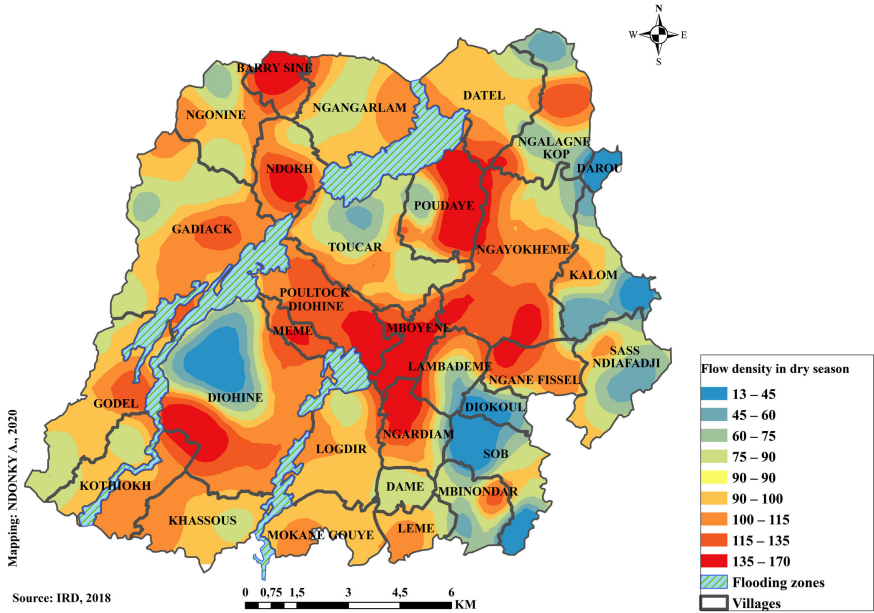 N
W E
S
BARRY SINE
NGONINE
NGANGARLAM
DATEL
NGALAGNE
KOP
DAROU
NDOKH
POUDAYE
GADIACK
TOUCAR
NGAYOKHEME
KALOM
POULTOCK
DIOHINE
MEME
MBOYENE
LAMBADEME
SASS
NDIAFADJI
NGANE FISSEL
GODEL
DIOHINE
DIOKOUL
NGARDIAM
LOGDIR
SOB
KOTHIOKH
DAME
MBINONDAR
KHASSOUS
MOKANE GOUYE
LEME
Mapping: NDONKY A., 2020
Source: IRD, 2018
0 0,75 1,5 3 4,5 6
KM
Flow density in dry season
13 – 45
45 – 60
60 – 75
75 – 90
90 – 90
90 – 100
100 – 115
115 – 135
135 – 170
Flooding zones
Villages